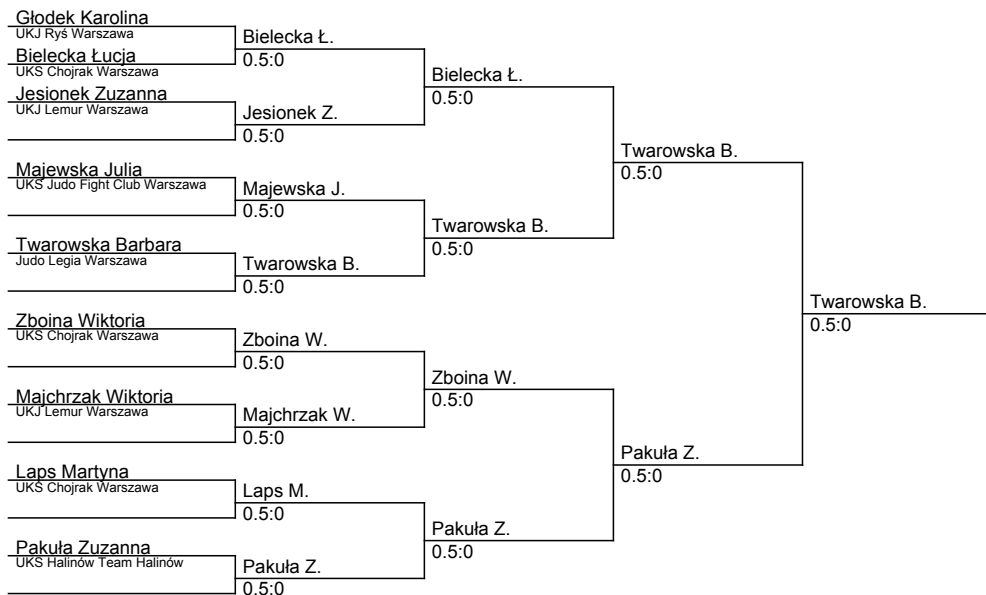 Głodek Karolina
UKJ Ryś Warszawa
Bielecka Łucja
UKS Chojrak Warszawa
Jesionek Zuzanna
UKJ Lemur Warszawa
Majewska Julia
UKS Judo Fight Club Warszawa
Twarowska Barbara
Judo Legia Warszawa
Zboina Wiktoria
UKS Chojrak Warszawa
Majchrzak Wiktoria
UKJ Lemur Warszawa
Laps Martyna
UKS Chojrak Warszawa
Pakuła Zuzanna
UKS Halinów Team Halinów
Bielecka Ł.
0.5:0
Jesionek Z.
0.5:0
Majewska J.
0.5:0
Twarowska B.
0.5:0
Zboina W.
0.5:0
Majchrzak W.
0.5:0
Laps M.
0.5:0
Pakuła Z.
0.5:0
Bielecka Ł.
0.5:0
Twarowska B.
0.5:0
Zboina W.
0.5:0
Pakuła Z.
0.5:0
Twarowska B.
0.5:0
Pakuła Z.
0.5:0
Twarowska B.
0.5:0